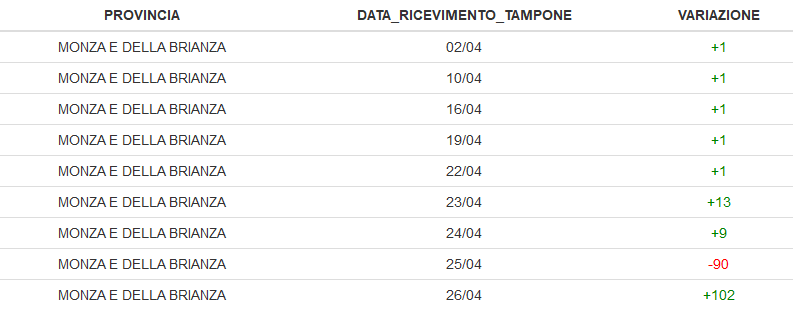 PROVINCIA DATA_RICEVIMENTO_TAMPONE VARIAZIONE
MONZA E DELLA BRIANZA 02/04 +1
MONZA E DELLA BRIANZA 10/04 +1
MONZA E DELLA BRIANZA 16/04 +1
MONZA E DELLA BRIANZA 19/04 +1
MONZA E DELLA BRIANZA 22/04 +1
MONZA E DELLA BRIANZA 23/04 +13
MONZA E DELLA BRIANZA 24/04 +9
MONZA E DELLA BRIANZA 25/04 -90
MONZA E DELLA BRIANZA 26/04 +102